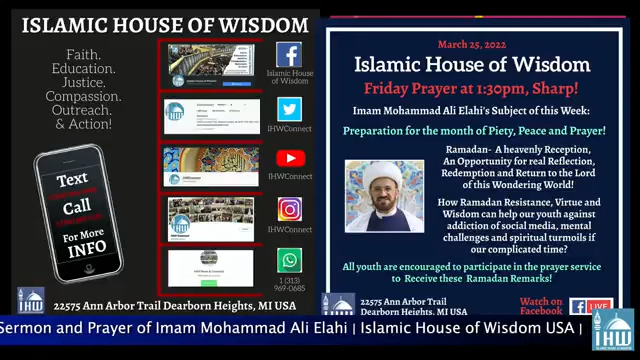 ISLAMIC HOUSE OF WISDOM
Faith.
Education.
Justice.
Compassion.
Outreach.
& Action!
Text
Call
For More
INFO
Islamic House
of Wisdom
IHWConnect
IHWConnect
IHWConnect
1 (313)
969-0685
22575 Ann Arbor Trail Dearborn Heights, MI USA
March 25, 2022
Islamic House of Wisdom
Friday Prayer at 1:30pm, Sharp!
Imam Mohammad Ali Elahi's Subject of this Week:
Preparation for the month of Piety, Peace and Prayer!
Ramadan- A heavenly Reception,
An Opportunity for real Reflection,
Redemption and Return to the Lord
of this Wondering World!
How Ramadan Resistance, Virtue and
Wisdom can help our youth against
addiction of social media, mental
challenges and spiritual turmoils if
our complicated time?
All youth are encouraged to participate in the prayer service
to Receive these Ramadan Remarks!
22575 Ann Arbor Trail
Dearborn Heights, MI USA
Watch on
Facebook
LIVE
Sermon and Prayer of Imam Mohammad Ali Elahi | Islamic House of Wisdom USA |
IHW